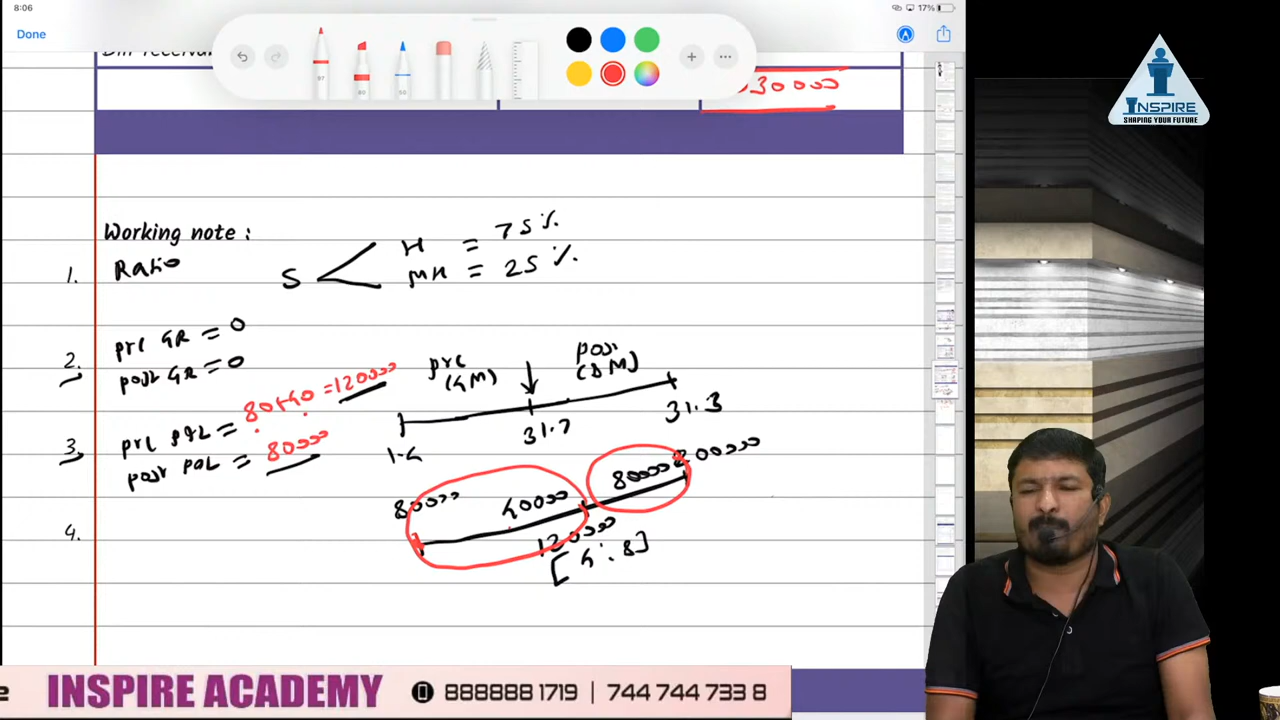 8:06
17%
Done
30000
INSPIRE
SHAPING YOUR FUTURE
Working note :
1. Ratio
S
H = 75%
MH = 25%
2. pre GR = 0
post GR = 0
pre (4M)
post (8M)
1.4
31.7
31.3
3. pre P&L = 80+40 = 120000
post P&L = 80000
4.
80000
40000
80000
200000
120000
[4:8]
INSPIRE ACADEMY
888888 1719 | 744 744 733 8